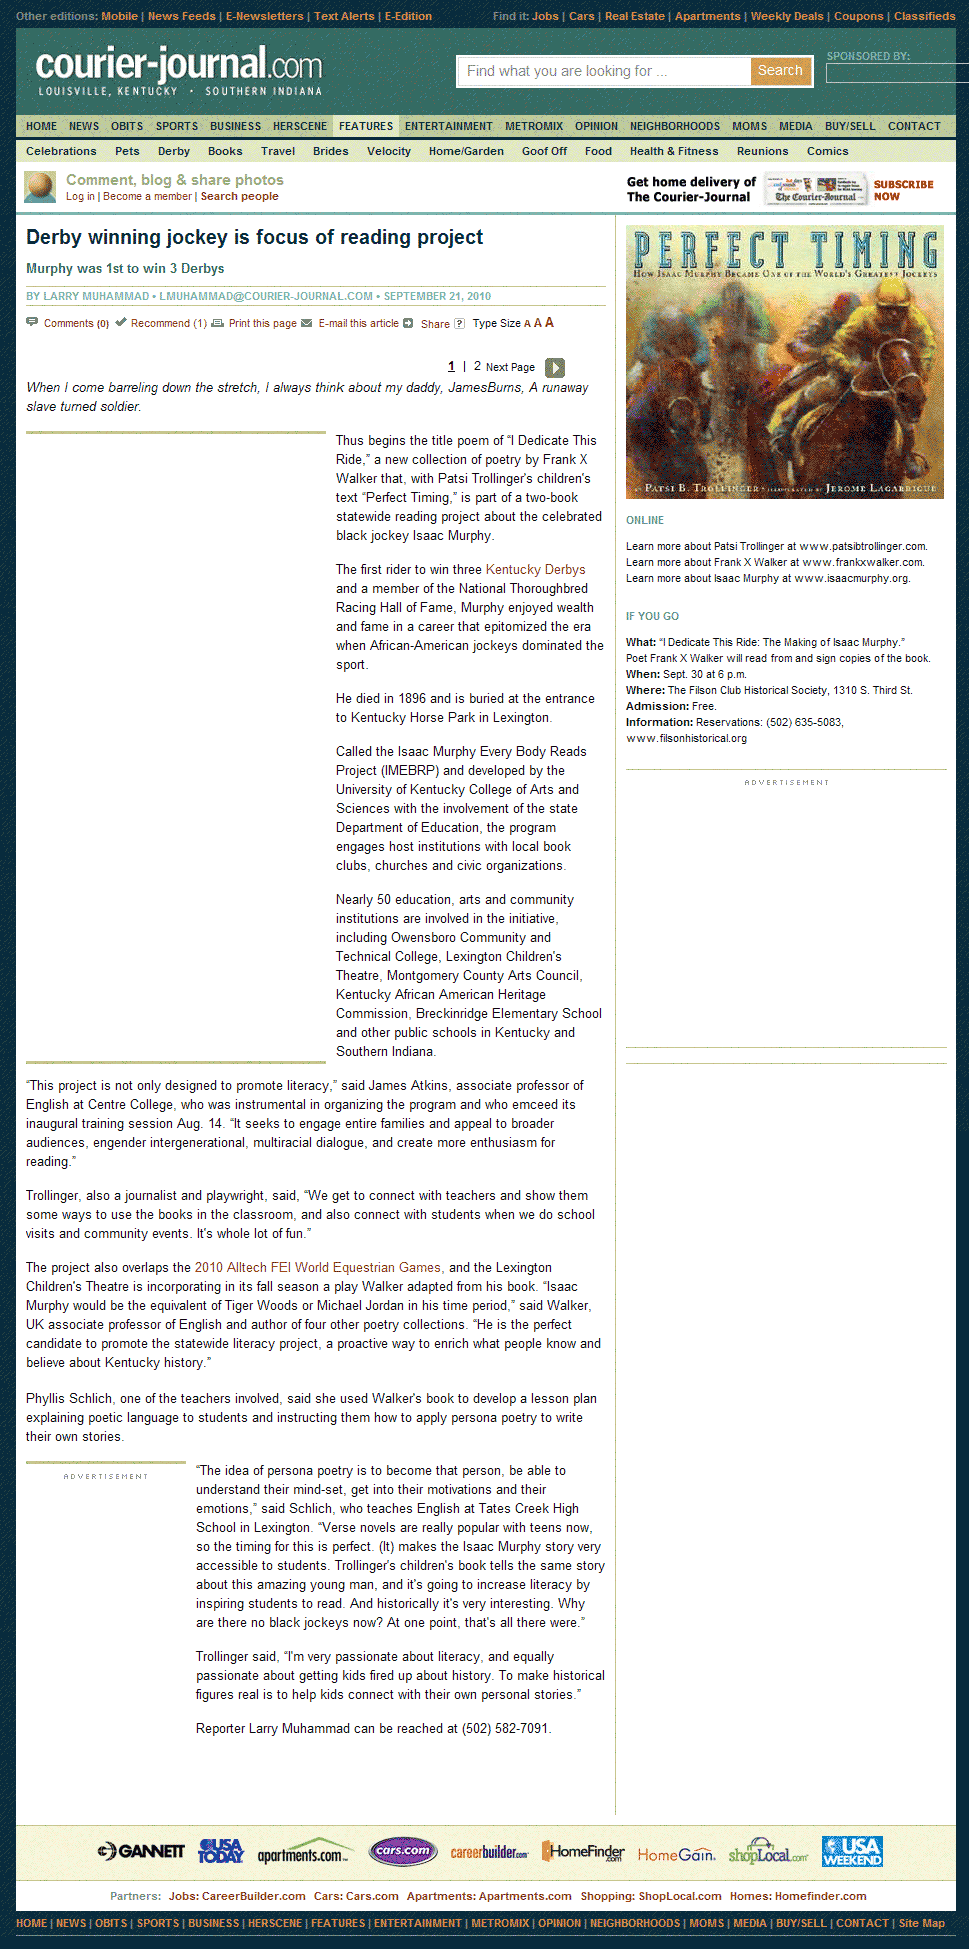 Other editions: Mobile | News Feeds | E-Newsletters | Text Alerts | E-Edition
Find it: Jobs | Cars | Real Estate | Apartments | Weekly Deals | Coupons | Classifieds
courier-journal.com
LOUISVILLE, KENTUCKY • SOUTHERN INDIANA
Find what you are looking for ...
Search
SPONSORED BY:
HOME NEWS OBITS SPORTS BUSINESS HERSCENE FEATURES ENTERTAINMENT METROMIX OPINION NEIGHBORHOODS MOMS MEDIA BUY/SELL CONTACT
Celebrations Pets Derby Books Travel Brides Velocity Home/Garden Goof Off Food Health & Fitness Reunions Comics
Comment, blog & share photos
Log in | Become a member | Search people
Get home delivery of
The Courier-Journal
The Courier-Journal
SUBSCRIBE
NOW
Derby winning jockey is focus of reading project
Murphy was 1st to win 3 Derbys
BY LARRY MUHAMMAD • LMUHAMMAD@COURIER-JOURNAL.COM • SEPTEMBER 21, 2010
Comments (0) Recommend (1) Print this page E-mail this article Share ? Type Size A A A
1 | 2 Next Page
When I come barreling down the stretch, I always think about my daddy, JamesBurns, A runaway
slave turned soldier.
Thus begins the title poem of “I Dedicate This
Ride,” a new collection of poetry by Frank X
Walker that, with Patsi Trollinger's children's
text “Perfect Timing,” is part of a two-book
statewide reading project about the celebrated
black jockey Isaac Murphy.
The first rider to win three Kentucky Derbys
and a member of the National Thoroughbred
Racing Hall of Fame, Murphy enjoyed wealth
and fame in a career that epitomized the era
when African-American jockeys dominated the
sport.
He died in 1896 and is buried at the entrance
to Kentucky Horse Park in Lexington.
Called the Isaac Murphy Every Body Reads
Project (IMEBRP) and developed by the
University of Kentucky College of Arts and
Sciences with the involvement of the state
Department of Education, the program
engages host institutions with local book
clubs, churches and civic organizations.
Nearly 50 education, arts and community
institutions are involved in the initiative,
including Owensboro Community and
Technical College, Lexington Children's
Theatre, Montgomery County Arts Council,
Kentucky African American Heritage
Commission, Breckinridge Elementary School
and other public schools in Kentucky and
Southern Indiana.
“This project is not only designed to promote literacy,” said James Atkins, associate professor of
English at Centre College, who was instrumental in organizing the program and who emceed its
inaugural training session Aug. 14. “It seeks to engage entire families and appeal to broader
audiences, engender intergenerational, multiracial dialogue, and create more enthusiasm for
reading.”
Trollinger, also a journalist and playwright, said, “We get to connect with teachers and show them
some ways to use the books in the classroom, and also connect with students when we do school
visits and community events. It's whole lot of fun.”
The project also overlaps the 2010 Alltech FEI World Equestrian Games, and the Lexington
Children's Theatre is incorporating in its fall season a play Walker adapted from his book. “Isaac
Murphy would be the equivalent of Tiger Woods or Michael Jordan in his time period,” said Walker,
UK associate professor of English and author of four other poetry collections. “He is the perfect
candidate to promote the statewide literacy project, a proactive way to enrich what people know and
believe about Kentucky history.”
Phyllis Schlich, one of the teachers involved, said she used Walker's book to develop a lesson plan
explaining poetic language to students and instructing them how to apply persona poetry to write
their own stories.
ADVERTISEMENT
“The idea of persona poetry is to become that person, be able to
understand their mind-set, get into their motivations and their
emotions,” said Schlich, who teaches English at Tates Creek High
School in Lexington. “Verse novels are really popular with teens now,
so the timing for this is perfect. (It) makes the Isaac Murphy story very
accessible to students. Trollinger's children's book tells the same story
about this amazing young man, and it's going to increase literacy by
inspiring students to read. And historically it's very interesting. Why
are there no black jockeys now? At one point, that's all there were.”
Trollinger said, “I'm very passionate about literacy, and equally
passionate about getting kids fired up about history. To make historical
figures real is to help kids connect with their own personal stories.”
Reporter Larry Muhammad can be reached at (502) 582-7091.
PERFECT TIMING
HOW ISAAC MURPHY BECAME ONE OF THE WORLD'S GREATEST JOCKEYS
BY PATSI B. TROLLINGER • ILLUSTRATED BY JEROME LAGARRIGUE
ONLINE
Learn more about Patsi Trollinger at www.patsibtrollinger.com.
Learn more about Frank X Walker at www.frankxwalker.com.
Learn more about Isaac Murphy at www.isaacmurphy.org.
IF YOU GO
What: “I Dedicate This Ride: The Making of Isaac Murphy.”
Poet Frank X Walker will read from and sign copies of the book.
When: Sept. 30 at 6 p.m.
Where: The Filson Club Historical Society, 1310 S. Third St.
Admission: Free.
Information: Reservations: (502) 635-5083,
www.filsonhistorical.org
ADVERTISEMENT
GANNETT USA TODAY apartments.com cars.com careerbuilder.com HomeFinder.com HomeGain shopLocal.com USA WEEKEND
Partners: Jobs: CareerBuilder.com Cars: Cars.com Apartments: Apartments.com Shopping: ShopLocal.com Homes: Homefinder.com
HOME | NEWS | OBITS | SPORTS | BUSINESS | HERSCENE | FEATURES | ENTERTAINMENT | METROMIX | OPINION | NEIGHBORHOODS | MOMS | MEDIA | BUY/SELL | CONTACT | Site Map